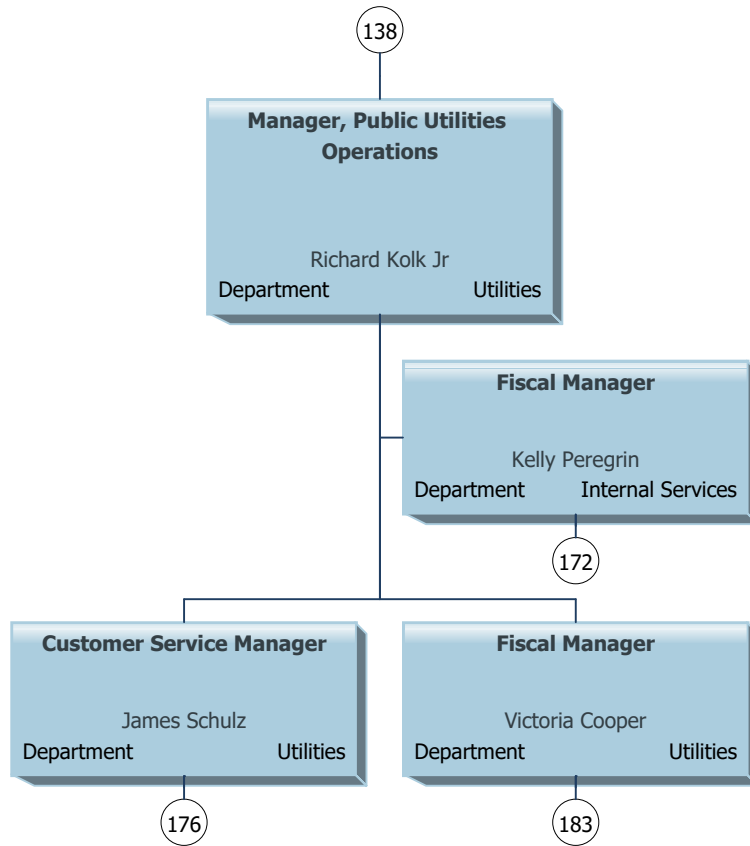 138
Manager, Public Utilities
Operations
Richard Kolk Jr
Department Utilities
Fiscal Manager
Kelly Peregrin
Department Internal Services
172
Customer Service Manager
James Schulz
Department Utilities
176
Fiscal Manager
Victoria Cooper
Department Utilities
183